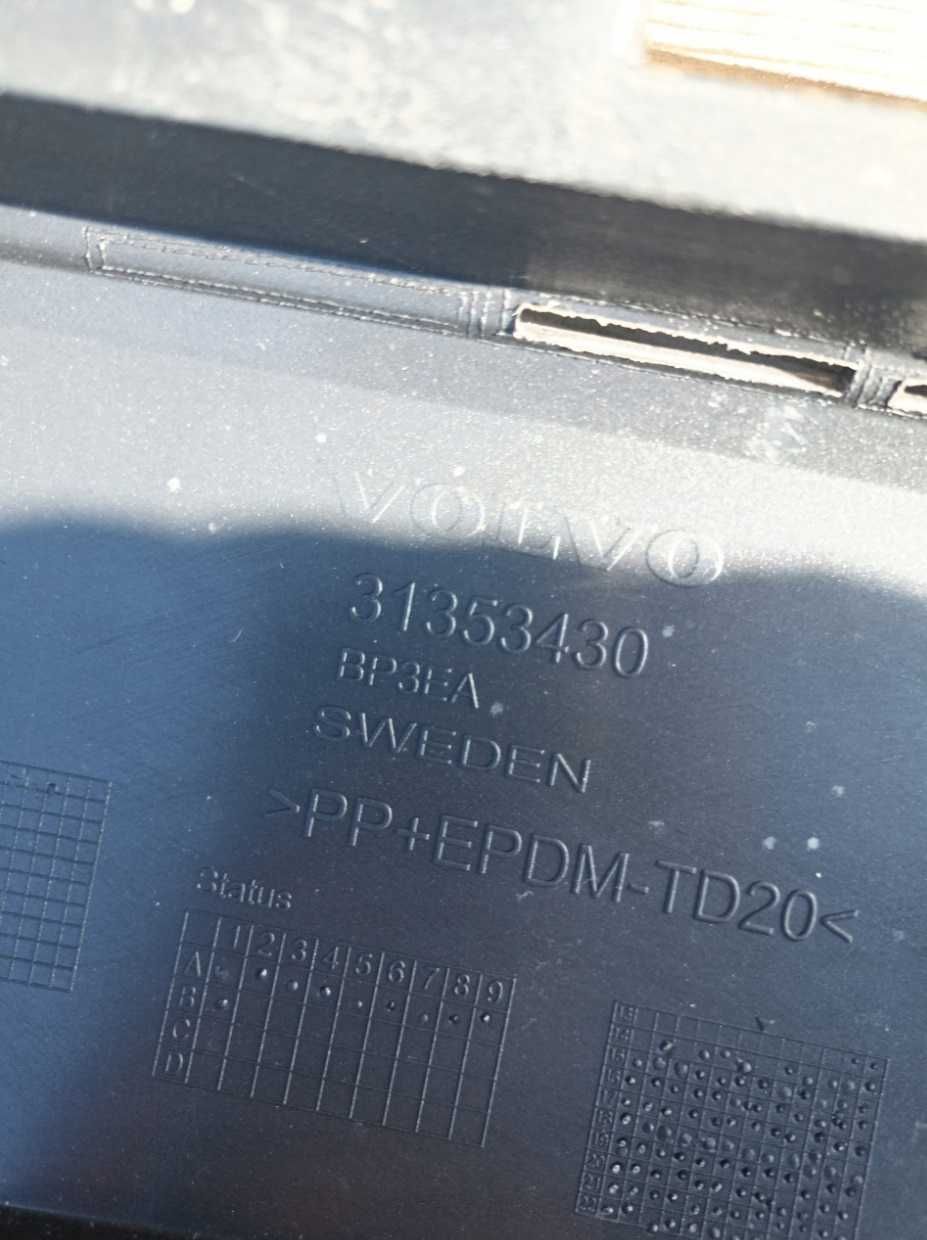 VOLVO
31353430
BP3EA
SWEDEN
>PP+EPDM-TD20<
Status
1 2 3 4 5 6 7 8 9
A
B
C
D